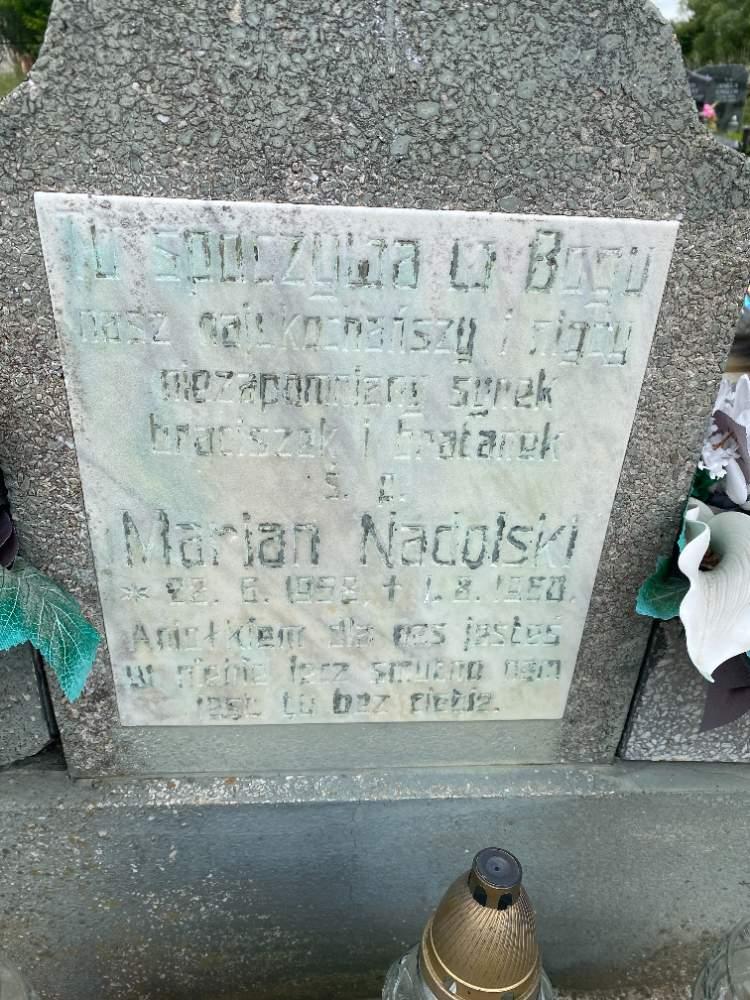 Tu spoczywa w Bogu
nasz najukochańszy i nigdy
niezapomniany synek
braciszek i bratanek
ś. p.
Marian Nadolski
* 22. 6. 1958. † 1. 8. 1960.
Aniołkiem dla nas jesteś
w niebie lecz smutno nam
jest tu bez ciebie.